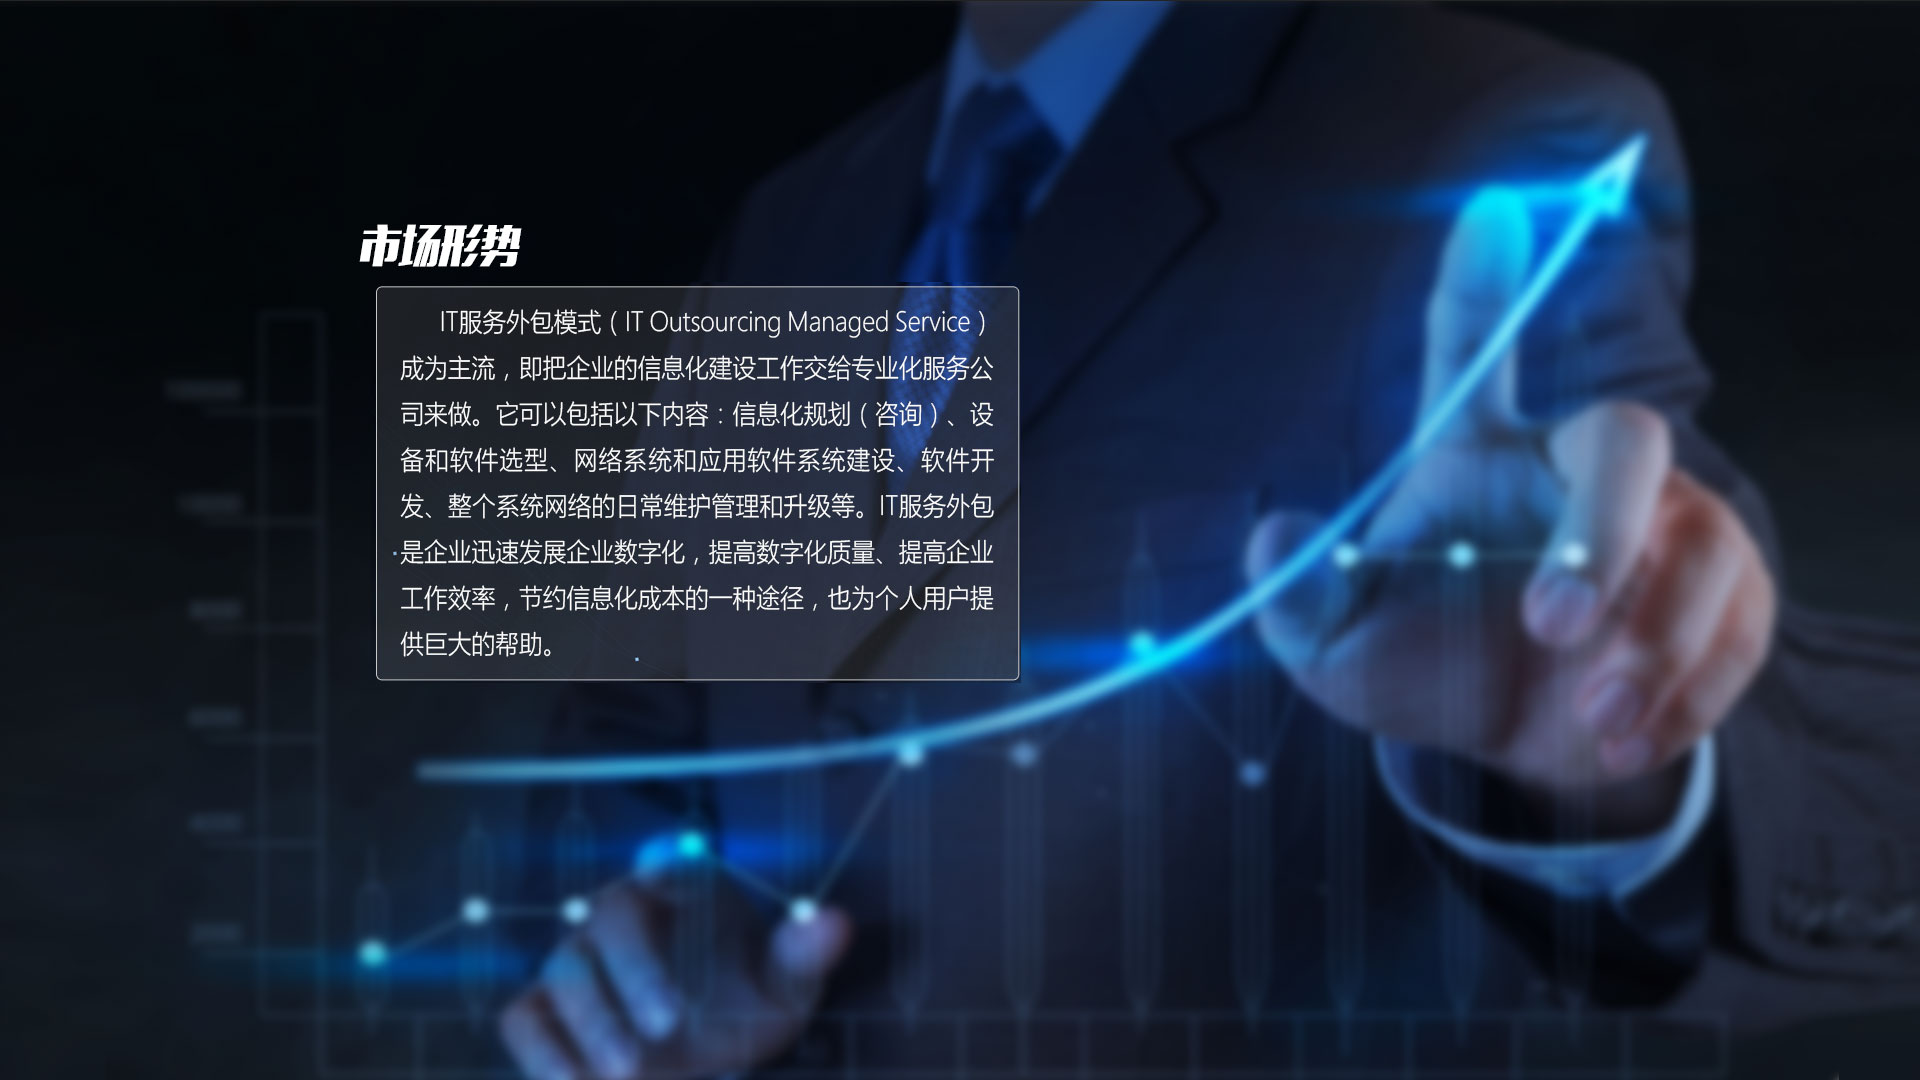 市场形势
IT服务外包模式（IT Outsourcing Managed Service）
成为主流，即把企业的信息化建设工作交给专业化服务公
司来做。它可以包括以下内容：信息化规划（咨询）、设
备和软件选型、网络系统和应用软件系统建设、软件开
发、整个系统网络的日常维护管理和升级等。IT服务外包
是企业迅速发展企业数字化，提高数字化质量、提高企业
工作效率，节约信息化成本的一种途径，也为个人用户提
供巨大的帮助。